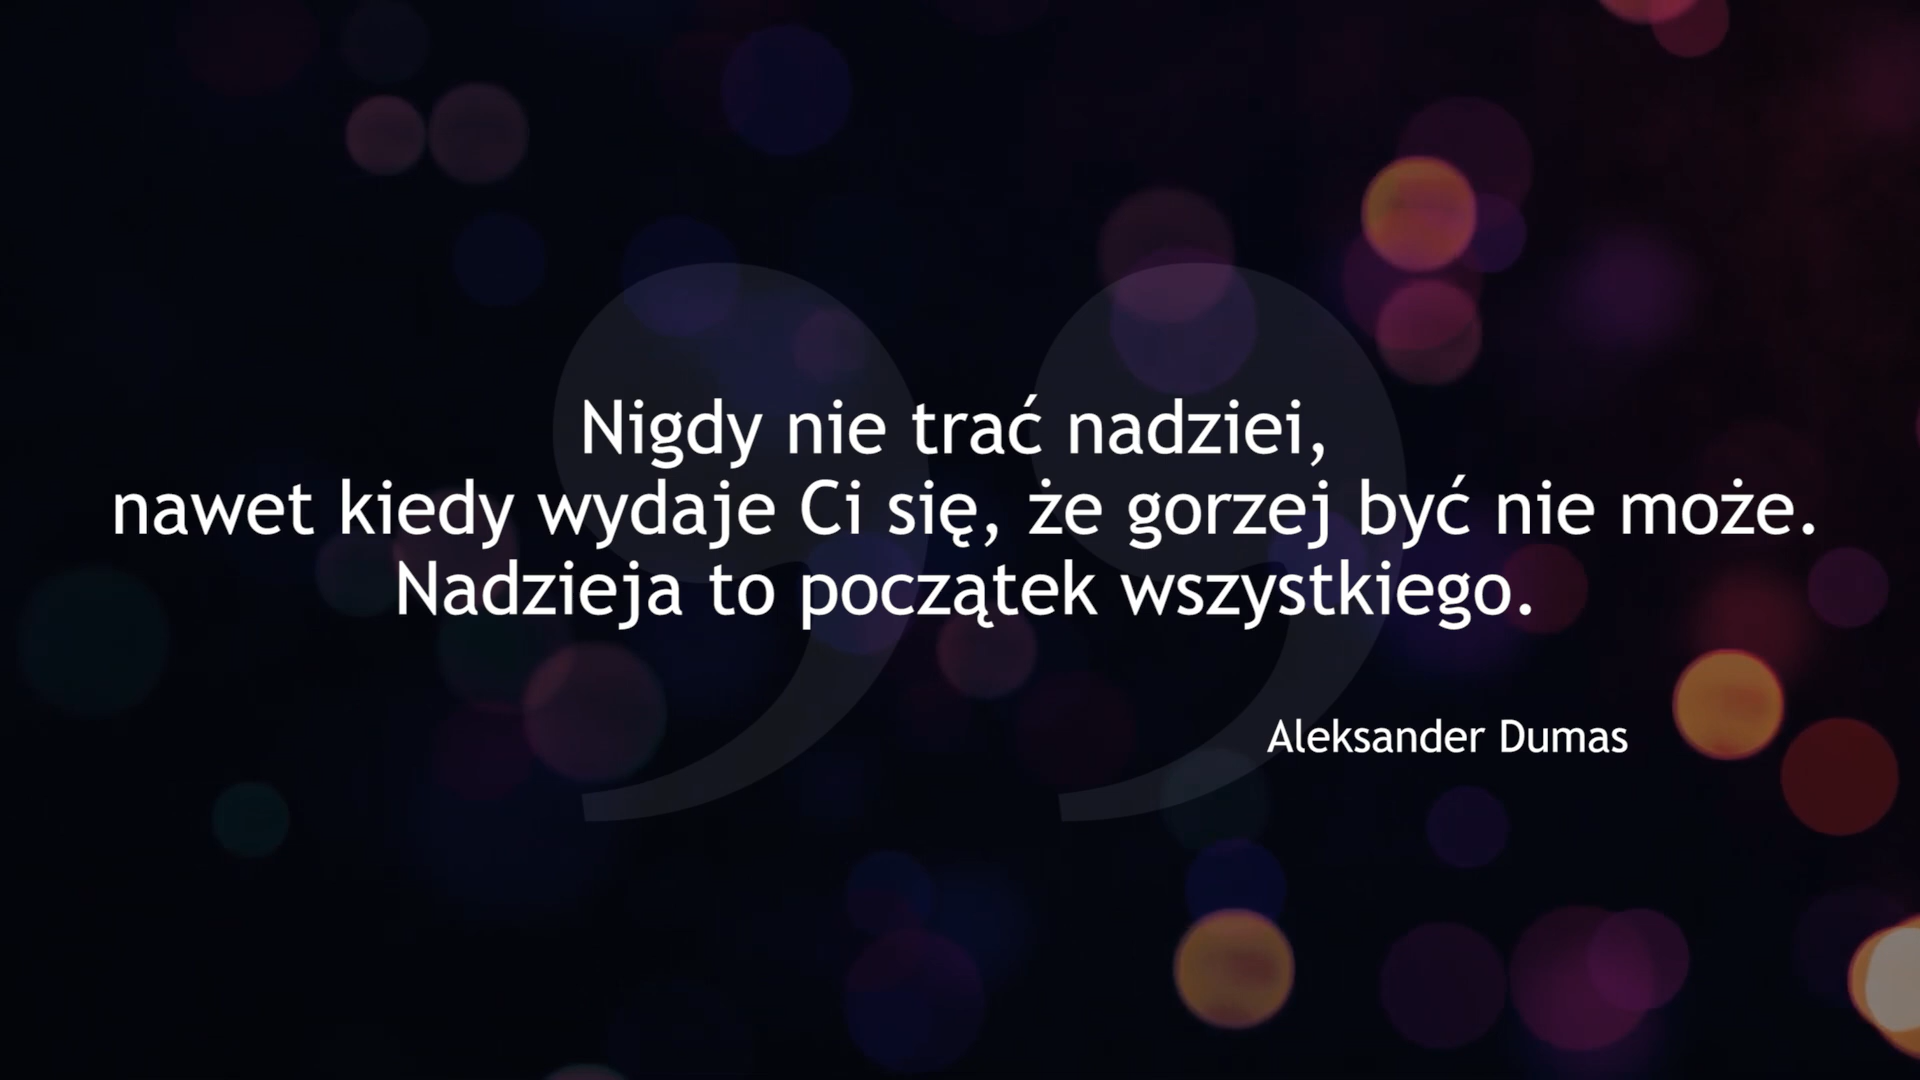 Nigdy nie trać nadziei,
nawet kiedy wydaje Ci się, że gorzej być nie może.
Nadzieja to początek wszystkiego.
Aleksander Dumas